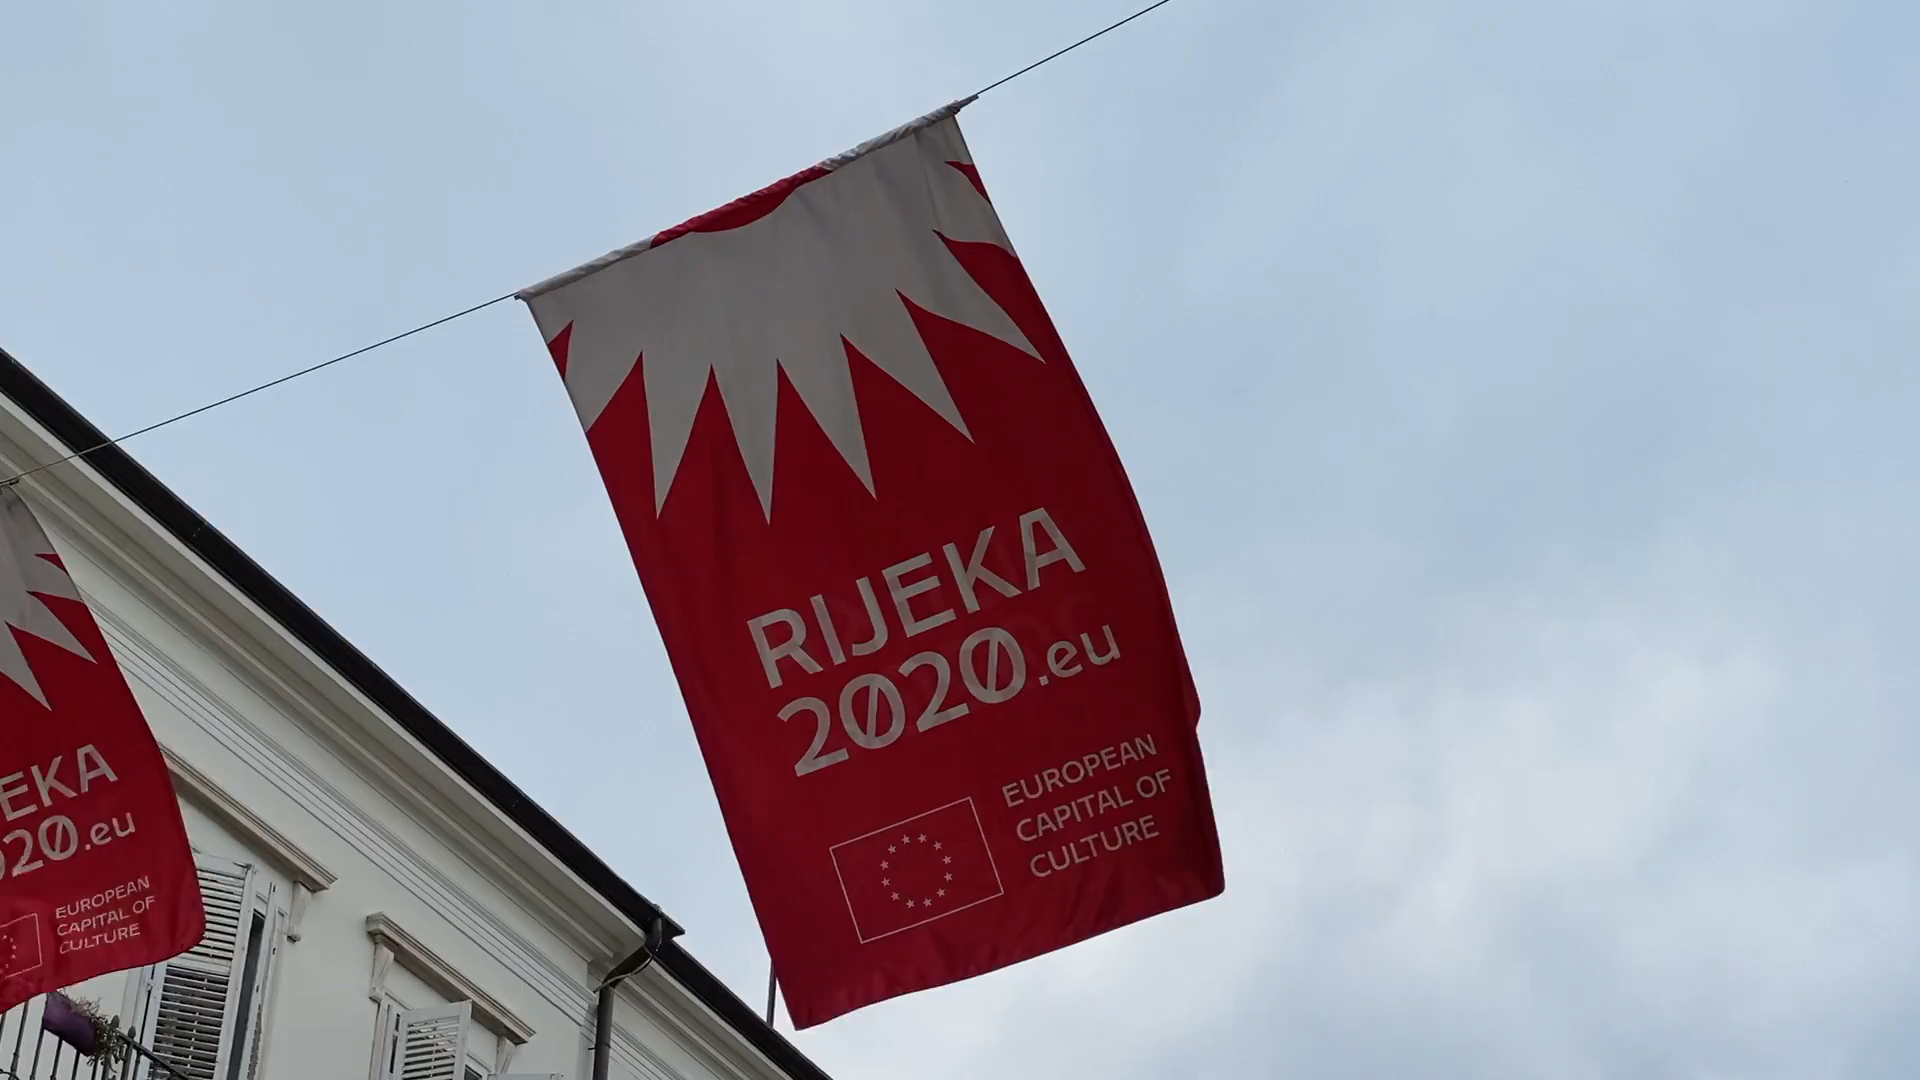 RIJEKA
2020.eu
EUROPEAN
CAPITAL OF
CULTURE
EKA
020.eu
EUROPEAN
CAPITAL OF
CULTURE